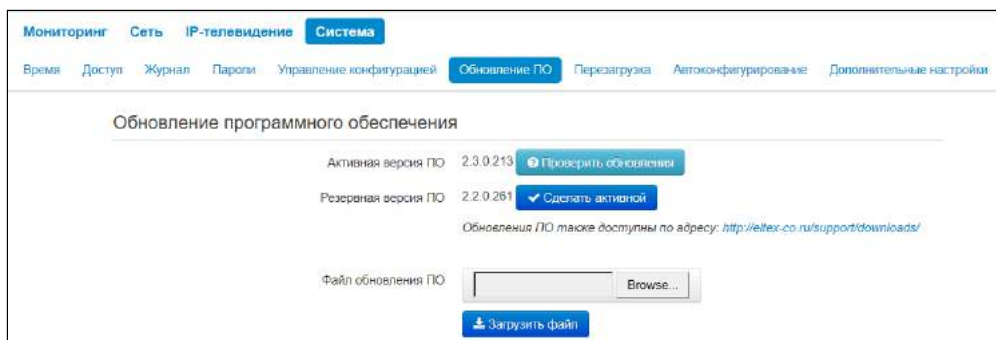 Мониторинг Сеть IP-телевидение Система
Время Доступ Журнал Пароли Управление конфигурацией Обновление ПО Перезагрузка Автоконфигурирование Дополнительные настройки
Обновление программного обеспечения
Активная версия ПО 2.3.0.213 Проверить обновления
Резервная версия ПО 2.2.0.261 Сделать активной
Обновления ПО также доступны по адресу: http://eltex-co.ru/support/downloads/
Файл обновления ПО Browse...
Загрузить файл